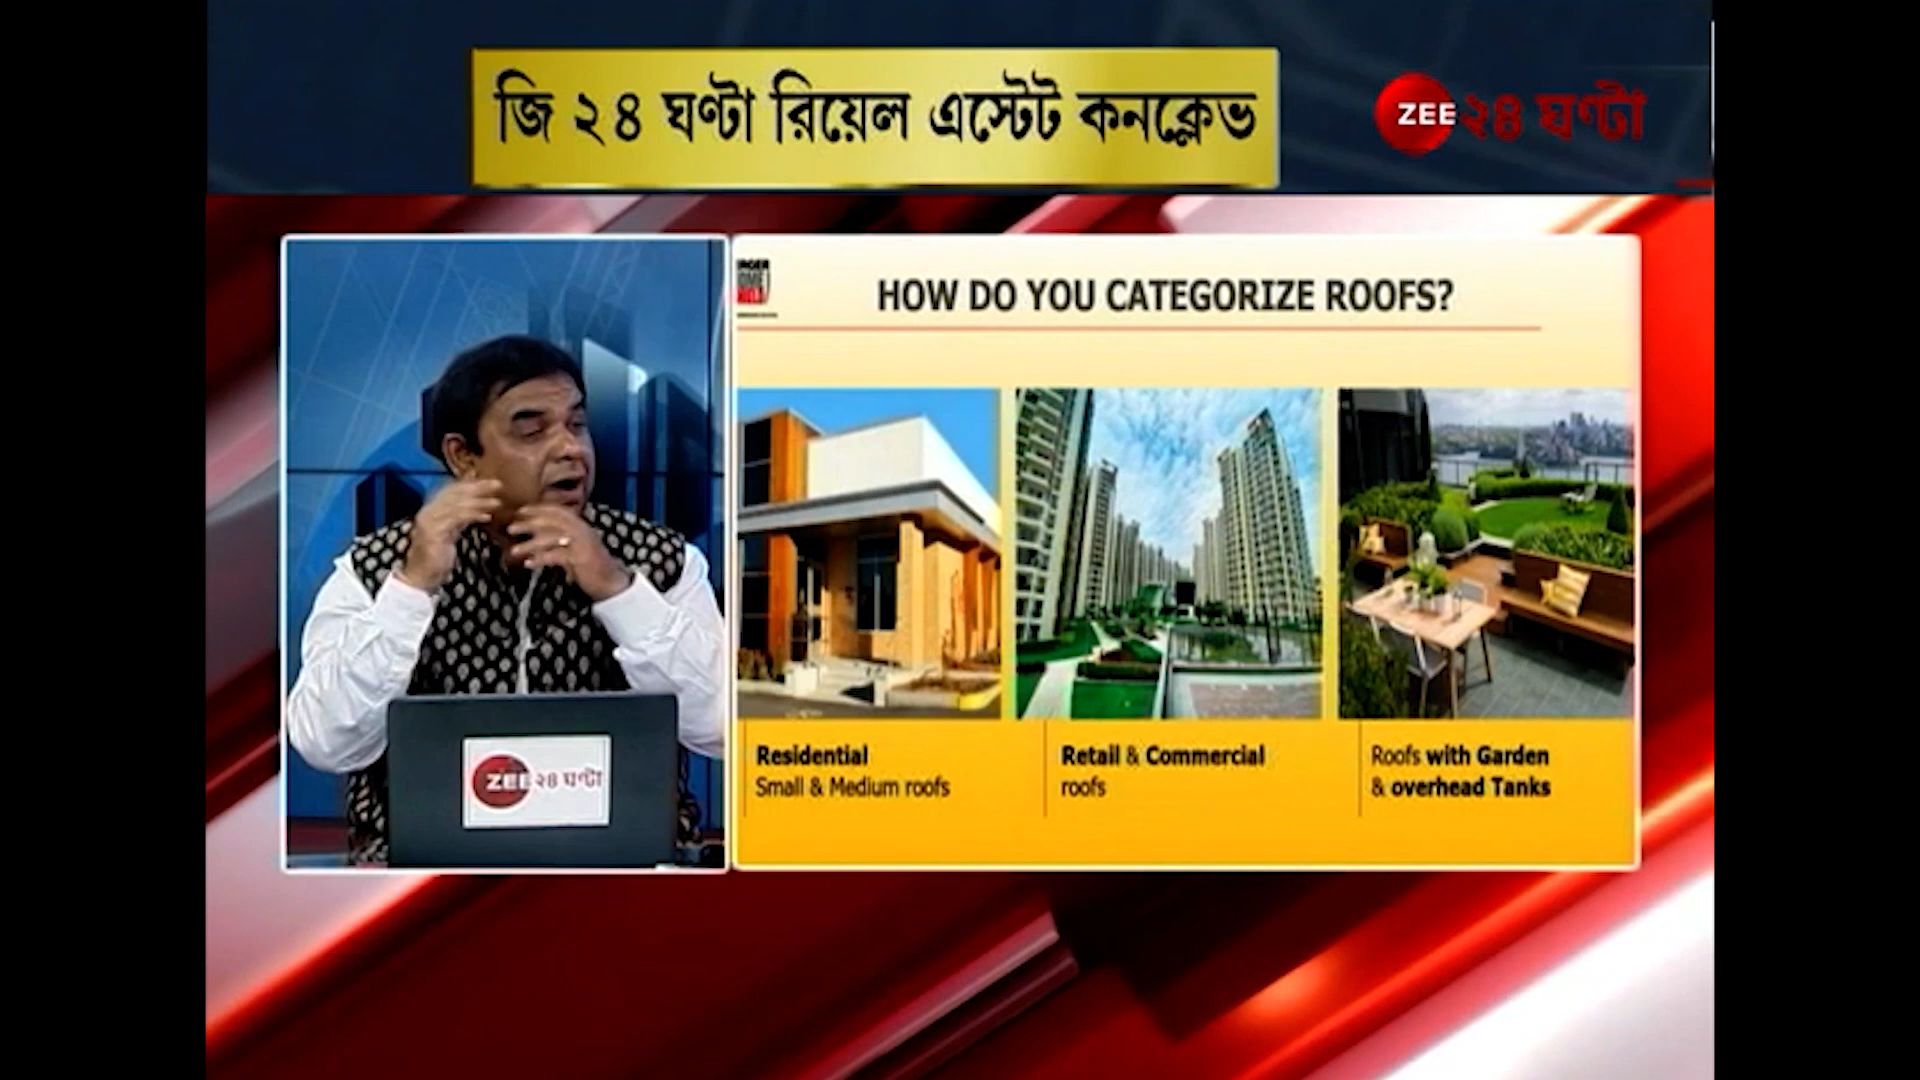 জি ২৪ ঘণ্টা রিয়েল এস্টেট কনক্লেভ
ZEE ২৪ ঘণ্টা
HOW DO YOU CATEGORIZE ROOFS?
Residential
Small & Medium roofs
Retail & Commercial
roofs
Roofs with Garden
& overhead Tanks
ZEE ২৪ ঘণ্টা